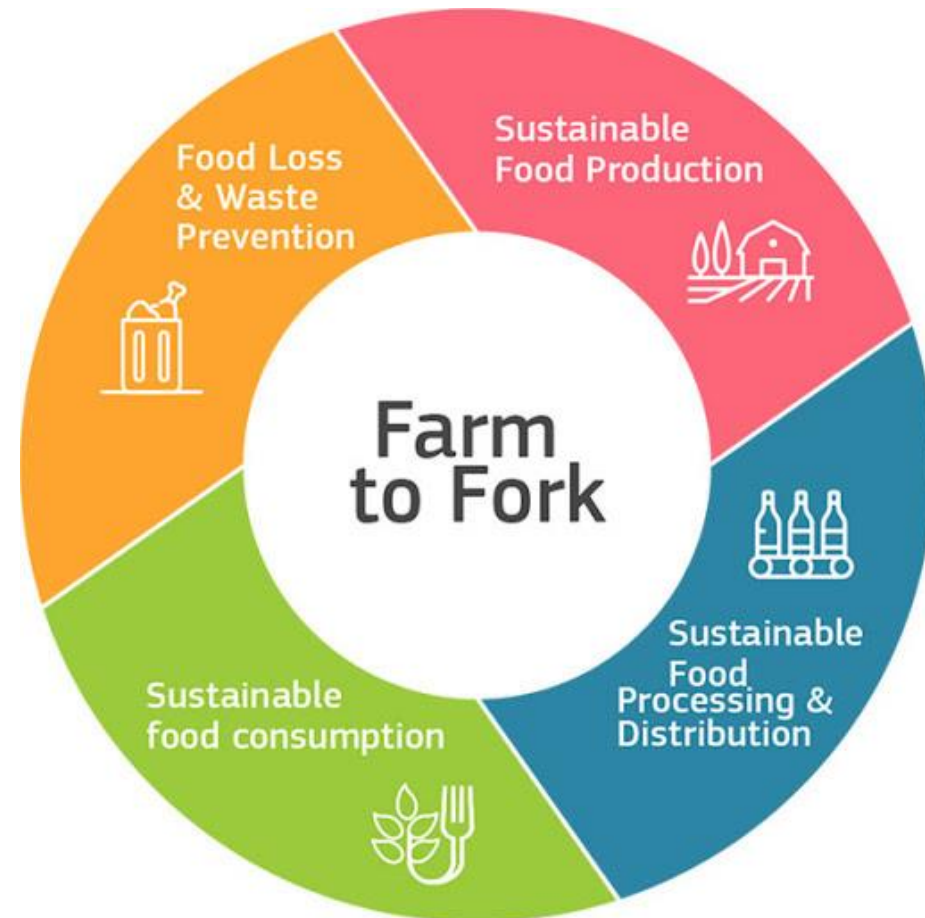 Food Loss
& Waste
Prevention
Sustainable
Food Production
Farm
to Fork
Sustainable
Food
Processing &
Distribution
Sustainable
food consumption